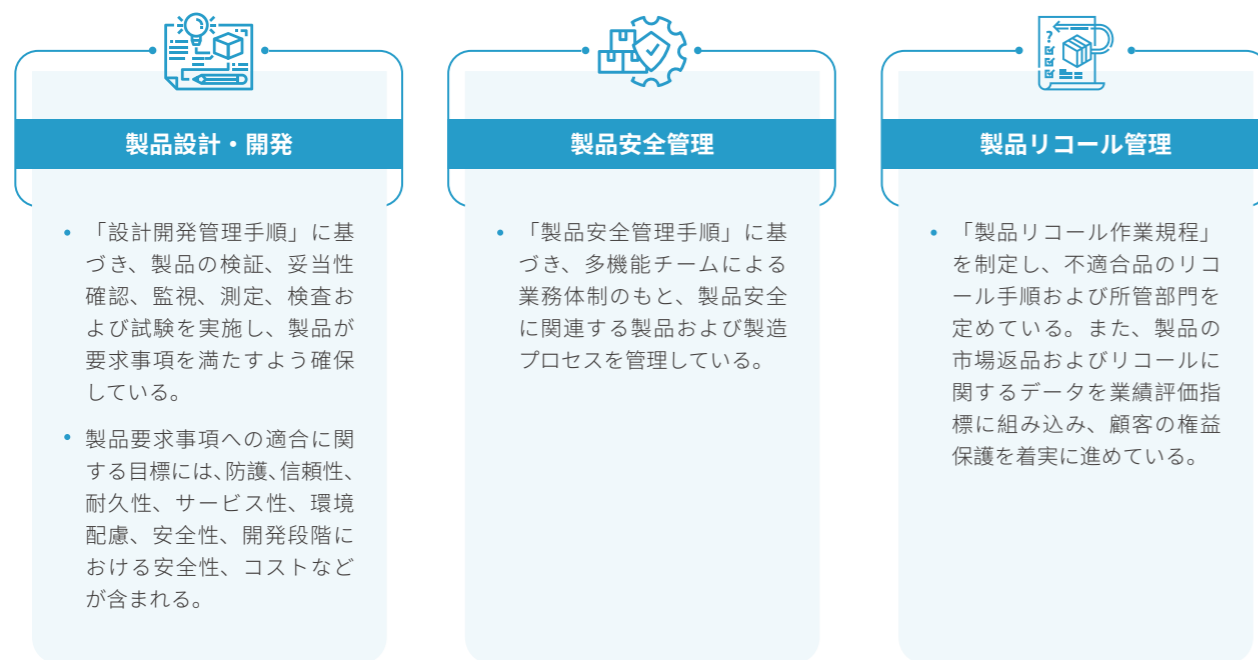 製品設計・開発
• 「設計開発管理手順」に基
づき、製品の検証、妥当性
確認、監視、測定、検査お
よび試験を実施し、製品が
要求事項を満たすよう確保
している。
• 製品要求事項への適合に関
する目標には、防護、信頼性、
耐久性、サービス性、環境
配慮、安全性、開発段階に
おける安全性、コストなど
が含まれる。
製品安全管理
• 「製品安全管理手順」に基
づき、多機能チームによる
業務体制のもと、製品安全
に関連する製品および製造
プロセスを管理している。
製品リコール管理
• 「製品リコール作業規程」
を制定し、不適合品のリコ
ール手順および所管部門を
定めている。また、製品の
市場返品およびリコールに
関するデータを業績評価指
標に組み込み、顧客の権益
保護を着実に進めている。